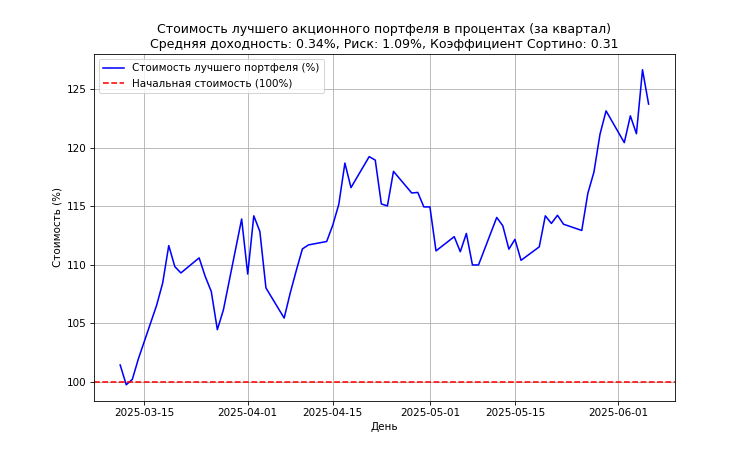 Стоимость лучшего акционного портфеля в процентах (за квартал)
Средняя доходность: 0.34%, Риск: 1.09%, Коэффициент Сортино: 0.31
Стоимость лучшего портфеля (%)
Начальная стоимость (100%)
Стоимость (%)
125
120
115
110
105
100
2025-03-15
2025-04-01
2025-04-15
2025-05-01
2025-05-15
2025-06-01
День